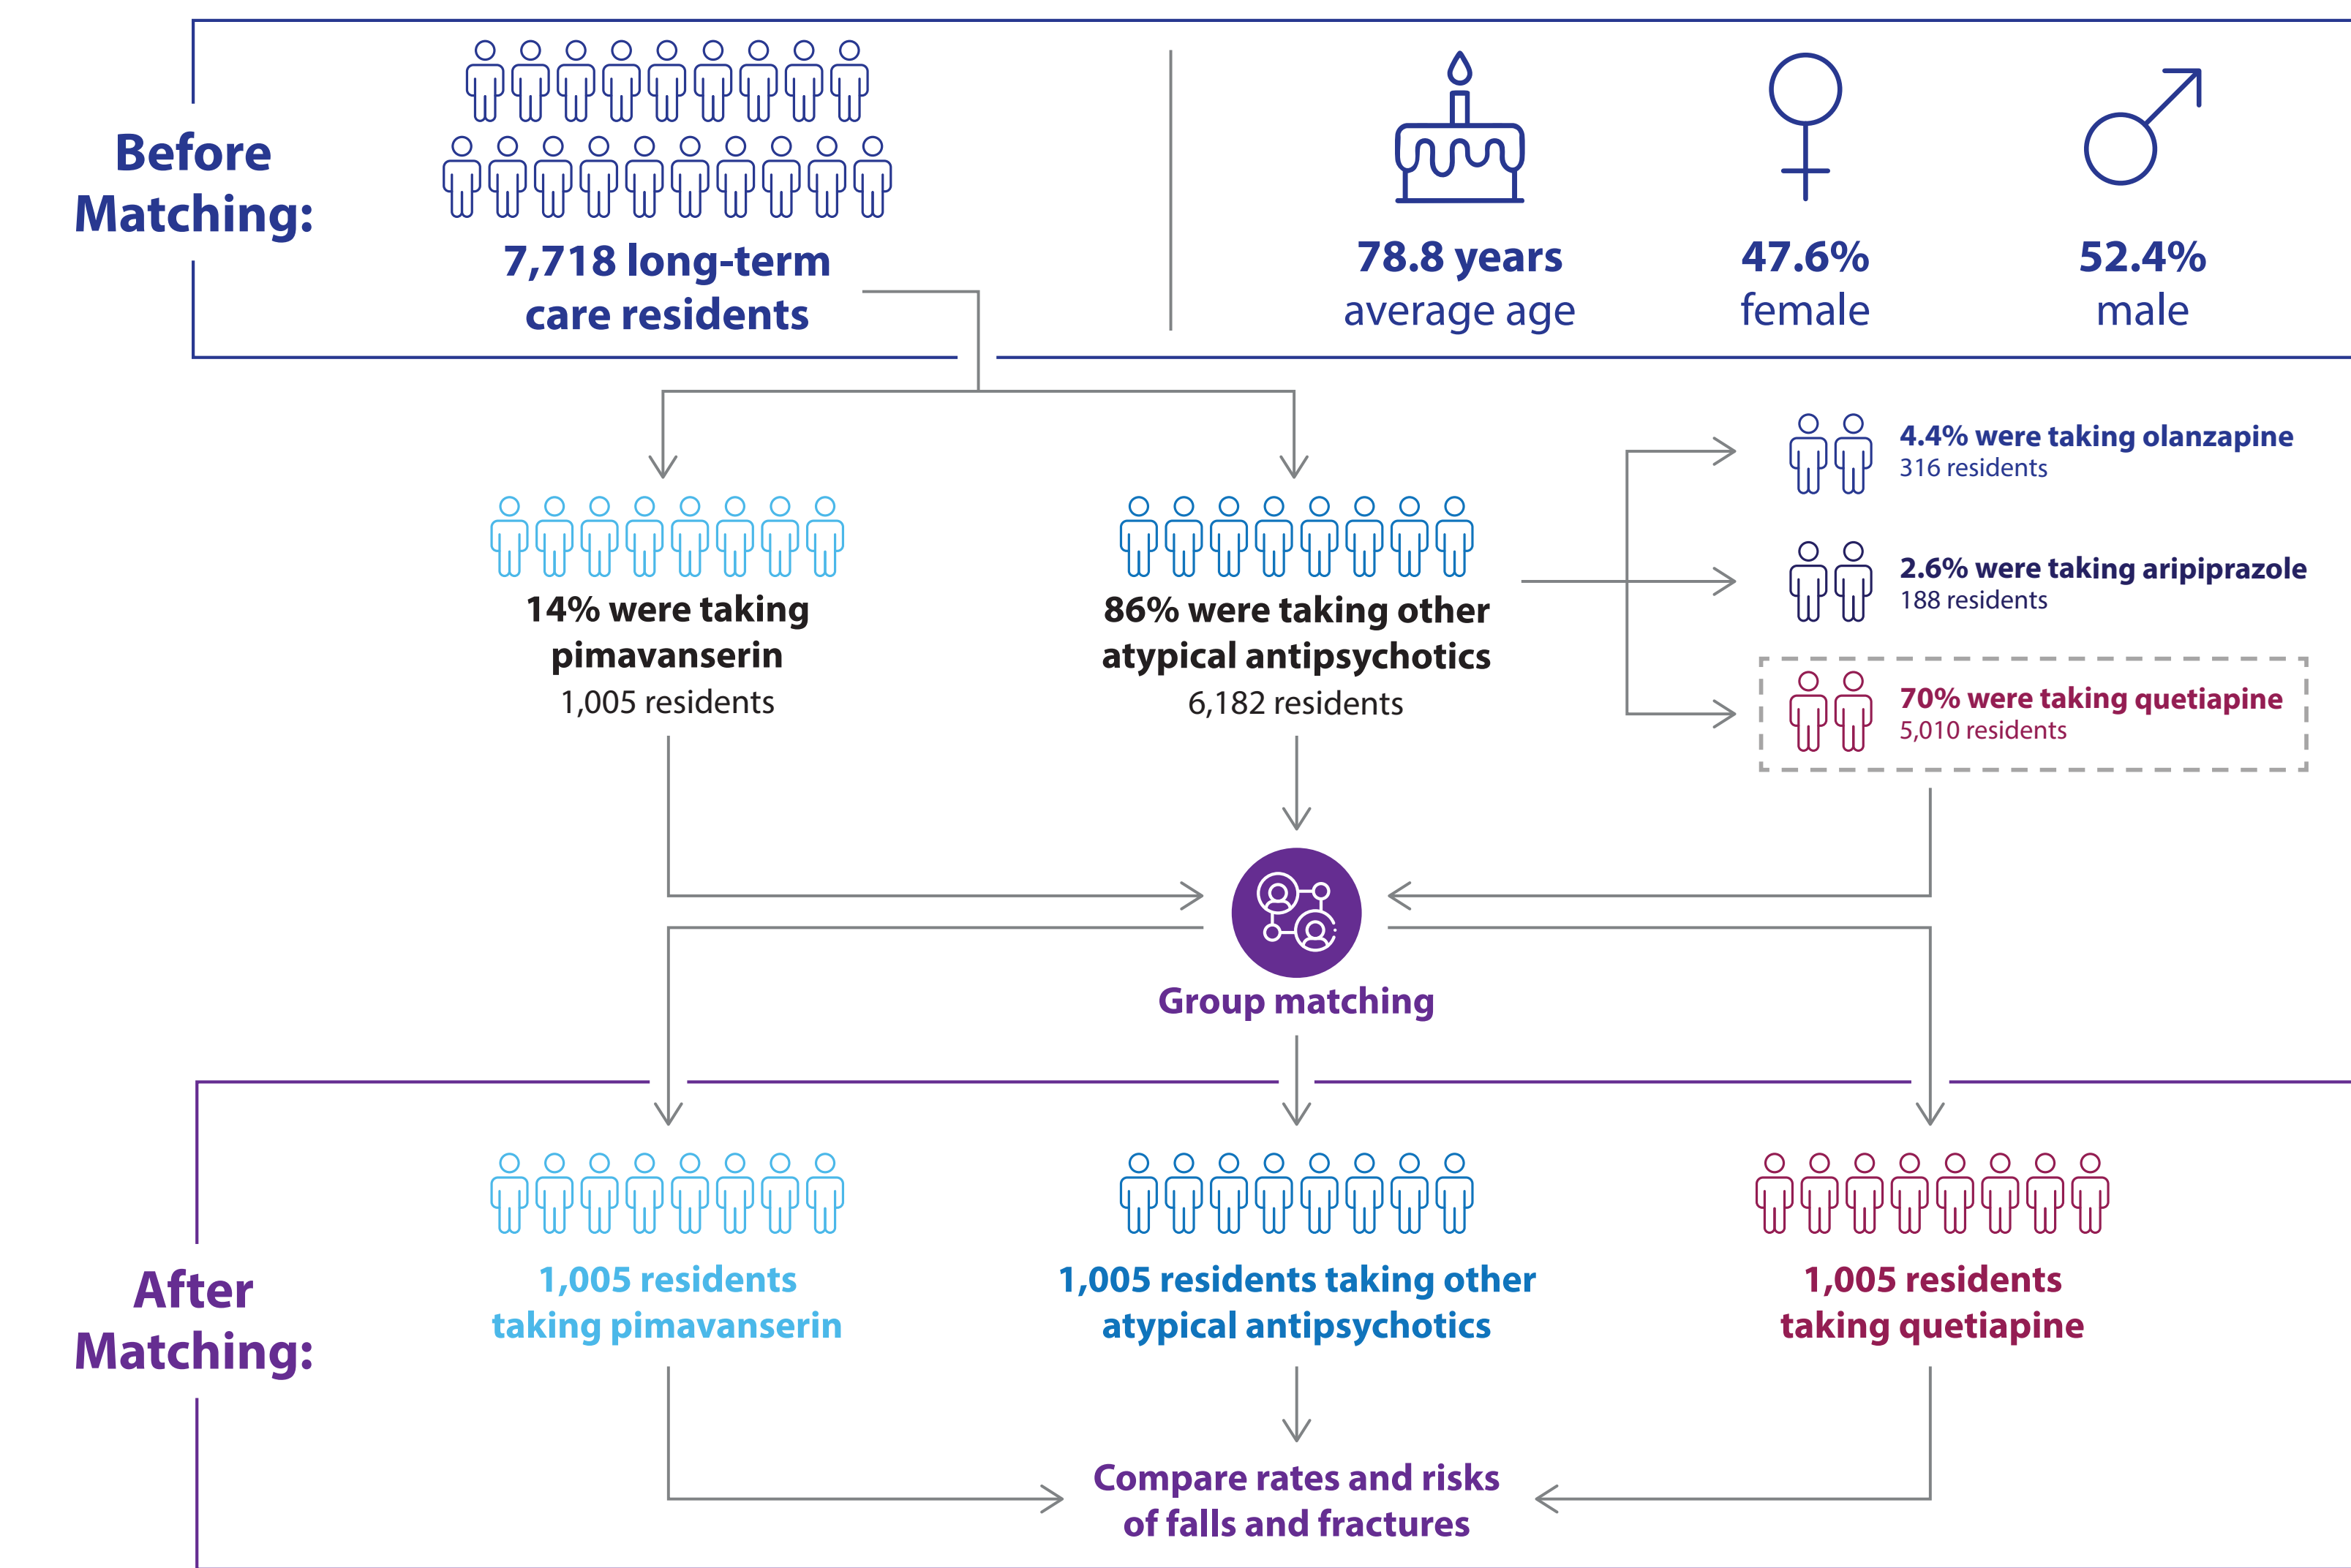 Before
Matching:
7,718 long-term
care residents
78.8 years
average age
47.6%
female
52.4%
male
14% were taking
pimavanserin
1,005 residents
86% were taking other
atypical antipsychotics
6,182 residents
4.4% were taking olanzapine
316 residents
2.6% were taking aripiprazole
188 residents
70% were taking quetiapine
5,010 residents
Group matching
After
Matching:
1,005 residents
taking pimavanserin
1,005 residents taking other
atypical antipsychotics
1,005 residents
taking quetiapine
Compare rates and risks
of falls and fractures